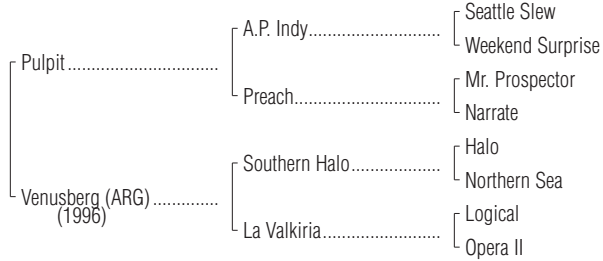 Seattle Slew
A.P. Indy..............................
Weekend Surprise
Pulpit................................
Mr. Prospector
Preach.................................
Narrate
Halo
Southern Halo...................
Northern Sea
Venusberg (ARG)..............
(1996)
Logical
La Valkiria.........................
Opera II